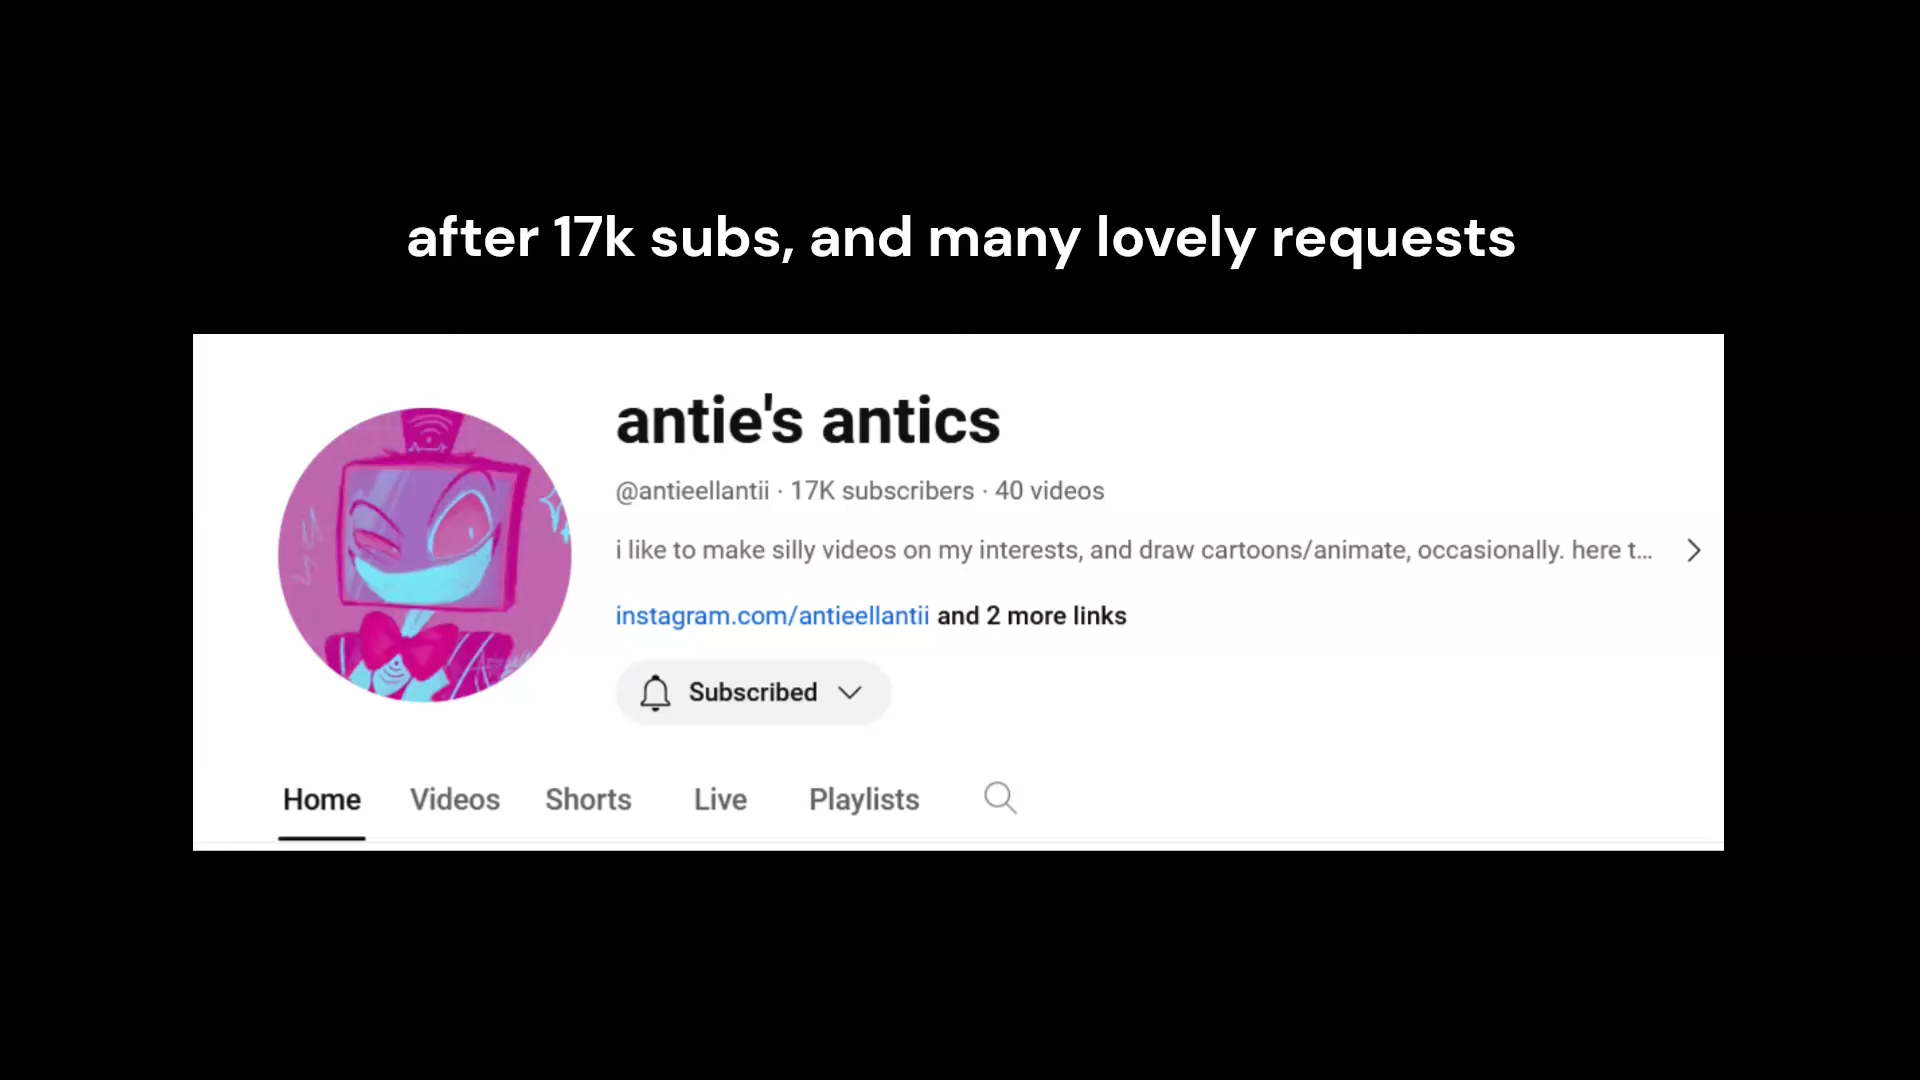 after 17k subs, and many lovely requests
antie's antics
@antieellantii · 17K subscribers · 40 videos
i like to make silly videos on my interests, and draw cartoons/animate, occasionally. here t...
instagram.com/antieellantii and 2 more links
Subscribed
Home Videos Shorts Live Playlists